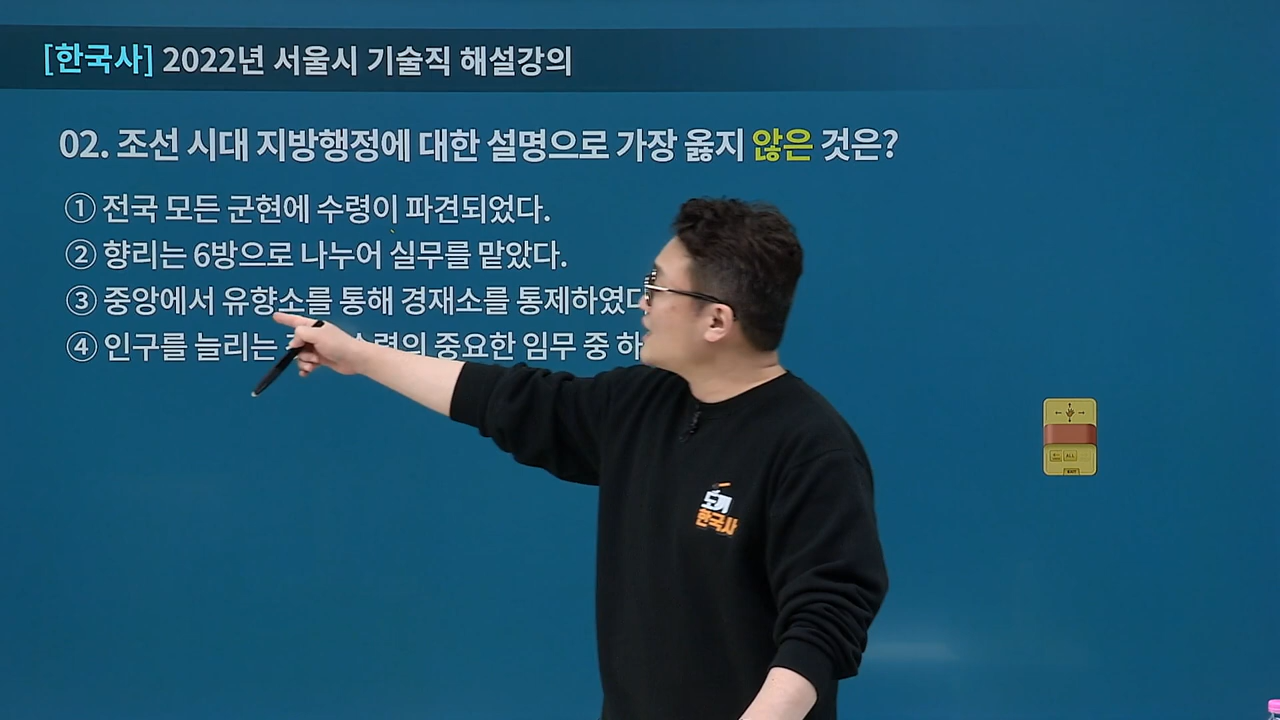 [한국사] 2022년 서울시 기술직 해설강의
02. 조선 시대 지방행정에 대한 설명으로 가장 옳지 않은 것은?
① 전국 모든 군현에 수령이 파견되었다.
② 향리는 6방으로 나누어 실무를 맡았다.
③ 중앙에서 유향소를 통해 경재소를 통제하였다
④ 인구를 늘리는 수령의 중요한 임무 중 하
도끼
한국사
ALL
EXIT